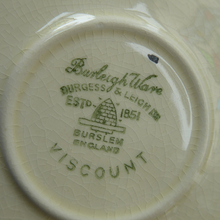 Burleigh Ware
BURGESS & LEIGH LTD
ESTD 1851
BURSLEM
ENGLAND
VISCOUNT